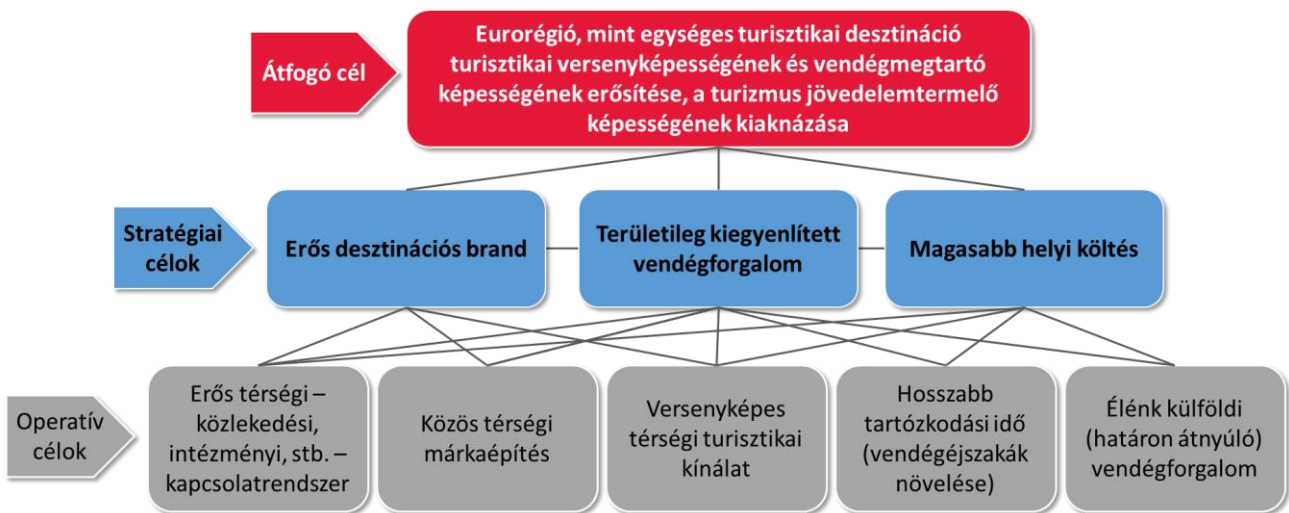 Átfogó cél
Eurorégió, mint egységes turisztikai desztináció
turisztikai versenyképességének és vendégmegtartó
képességének erősítése, a turizmus jövedelemtermelő
képességének kiaknázása
Stratégiai
célok
Erős desztinációs brand
Területileg kiegyenlített
vendégforgalom
Magasabb helyi költés
Operatív
célok
Erős térségi –
közlekedési,
intézményi, stb. –
kapcsolatrendszer
Közös térségi
márkaépítés
Versenyképes
térségi turisztikai
kínálat
Hosszabb
tartózkodási idő
(vendégéjszakák
növelése)
Élénk külföldi
(határon átnyúló)
vendégforgalom